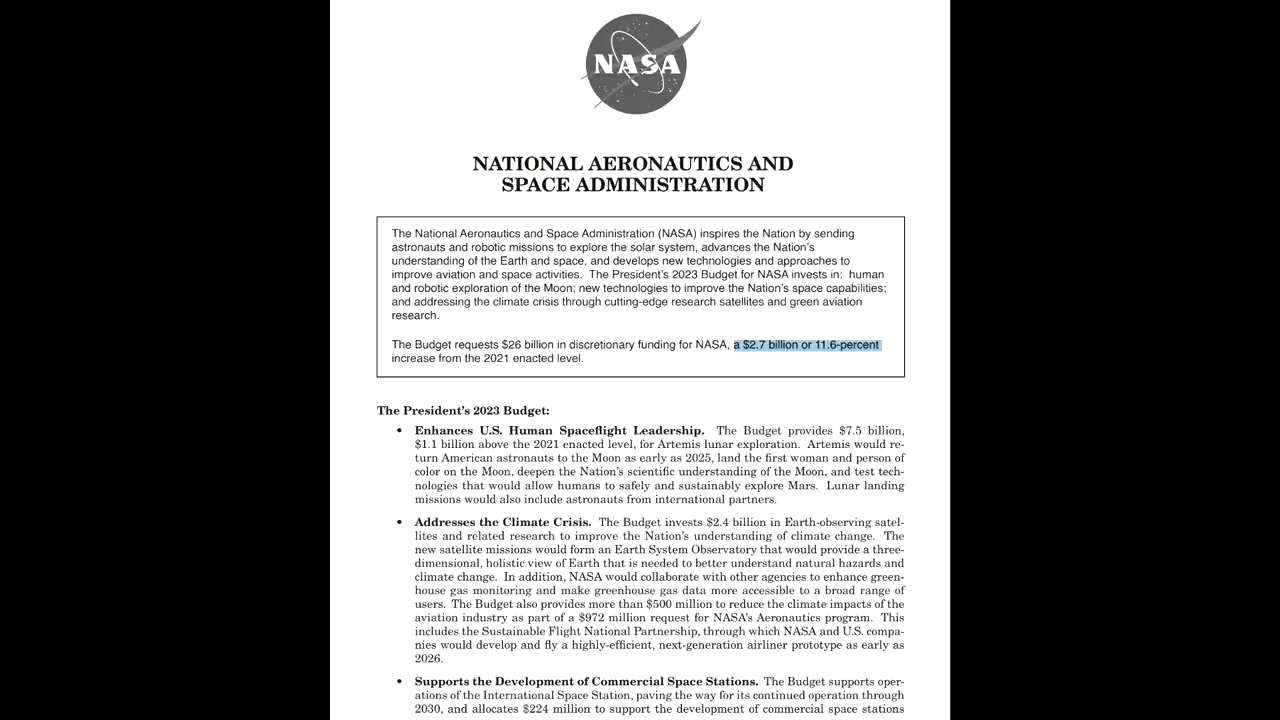 NASA
NATIONAL AERONAUTICS AND
SPACE ADMINISTRATION
The National Aeronautics and Space Administration (NASA) inspires the Nation by sending
astronauts and robotic missions to explore the solar system, advances the Nation's
understanding of the Earth and space, and develops new technologies and approaches to
improve aviation and space activities.  The President's 2023 Budget for NASA invests in:  human
and robotic exploration of the Moon; new technologies to improve the Nation's space capabilities;
and addressing the climate crisis through cutting-edge research satellites and green aviation
research.
The Budget requests $26 billion in discretionary funding for NASA, a $2.7 billion or 11.6-percent
increase from the 2021 enacted level.
The President's 2023 Budget:
• Enhances U.S. Human Spaceflight Leadership.  The Budget provides $7.5 billion,
$1.1 billion above the 2021 enacted level, for Artemis lunar exploration.  Artemis would re-
turn American astronauts to the Moon as early as 2025, land the first woman and person of
color on the Moon, deepen the Nation's scientific understanding of the Moon, and test tech-
nologies that would allow humans to safely and sustainably explore Mars.  Lunar landing
missions would also include astronauts from international partners.
• Addresses the Climate Crisis.  The Budget invests $2.4 billion in Earth-observing satel-
lites and related research to improve the Nation's understanding of climate change.  The
new satellite missions would form an Earth System Observatory that would provide a three-
dimensional, holistic view of Earth that is needed to better understand natural hazards and
climate change.  In addition, NASA would collaborate with other agencies to enhance green-
house gas monitoring and make greenhouse gas data more accessible to a broad range of
users.  The Budget also provides more than $500 million to reduce the climate impacts of the
aviation industry as part of a $972 million request for NASA's Aeronautics program.  This
includes the Sustainable Flight National Partnership, through which NASA and U.S. compa-
nies would develop and fly a highly-efficient, next-generation airliner prototype as early as
2026.
• Supports the Development of Commercial Space Stations.  The Budget supports oper-
ations of the International Space Station, paving the way for its continued operation through
2030, and allocates $224 million to support the development of commercial space stations